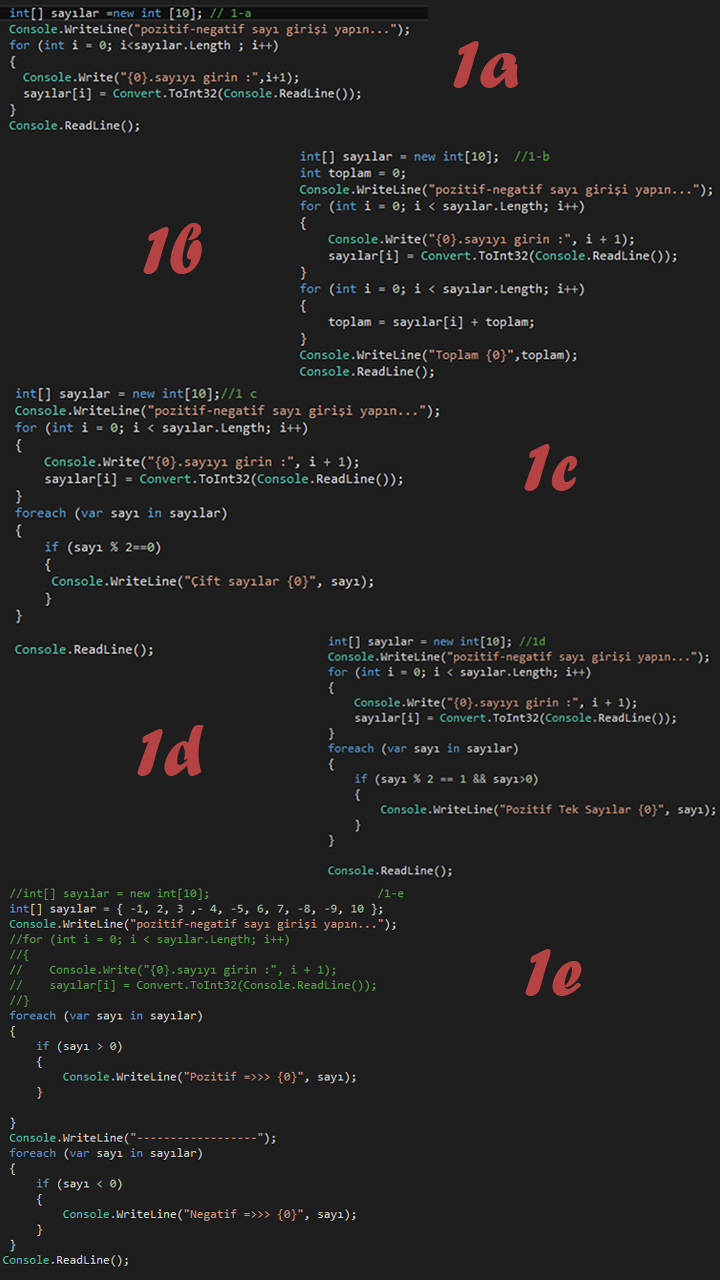 int[] sayılar =new int [10]; // 1-a
Console.WriteLine("pozitif-negatif sayı girişi yapın...");
for (int i = 0; i<sayılar.Length ; i++)
{
Console.Write("{0}.sayıyı girin :",i+1);
sayılar[i] = Convert.ToInt32(Console.ReadLine());
}
Console.ReadLine();
1a
int[] sayılar = new int[10]; //1-b
int toplam = 0;
Console.WriteLine("pozitif-negatif sayı girişi yapın...");
for (int i = 0; i < sayılar.Length; i++)
{
Console.Write("{0}.sayıyı girin :", i + 1);
sayılar[i] = Convert.ToInt32(Console.ReadLine());
}
for (int i = 0; i < sayılar.Length; i++)
{
toplam = sayılar[i] + toplam;
}
Console.WriteLine("Toplam {0}",toplam);
Console.ReadLine();
1b
int[] sayılar = new int[10];//1 c
Console.WriteLine("pozitif-negatif sayı girişi yapın...");
for (int i = 0; i < sayılar.Length; i++)
{
Console.Write("{0}.sayıyı girin :", i + 1);
sayılar[i] = Convert.ToInt32(Console.ReadLine());
}
foreach (var sayı in sayılar)
{
if (sayı % 2==0)
{
Console.WriteLine("Çift sayılar {0}", sayı);
}
}
Console.ReadLine();
1c
int[] sayılar = new int[10]; //1d
Console.WriteLine("pozitif-negatif sayı girişi yapın...");
for (int i = 0; i < sayılar.Length; i++)
{
Console.Write("{0}.sayıyı girin :", i + 1);
sayılar[i] = Convert.ToInt32(Console.ReadLine());
}
foreach (var sayı in sayılar)
{
if (sayı % 2 == 1 && sayı>0)
{
Console.WriteLine("Pozitif Tek Sayılar {0}", sayı);
}
}
Console.ReadLine();
1d
//int[] sayılar = new int[10]; /1-e
int[] sayılar = { -1, 2, 3 ,- 4, -5, 6, 7, -8, -9, 10 };
Console.WriteLine("pozitif-negatif sayı girişi yapın...");
//for (int i = 0; i < sayılar.Length; i++)
//{
// Console.Write("{0}.sayıyı girin :", i + 1);
// sayılar[i] = Convert.ToInt32(Console.ReadLine());
//}
foreach (var sayı in sayılar)
{
if (sayı > 0)
{
Console.WriteLine("Pozitif =>>> {0}", sayı);
}
}
Console.WriteLine("------------------");
foreach (var sayı in sayılar)
{
if (sayı < 0)
{
Console.WriteLine("Negatif =>>> {0}", sayı);
}
}
Console.ReadLine();
1e